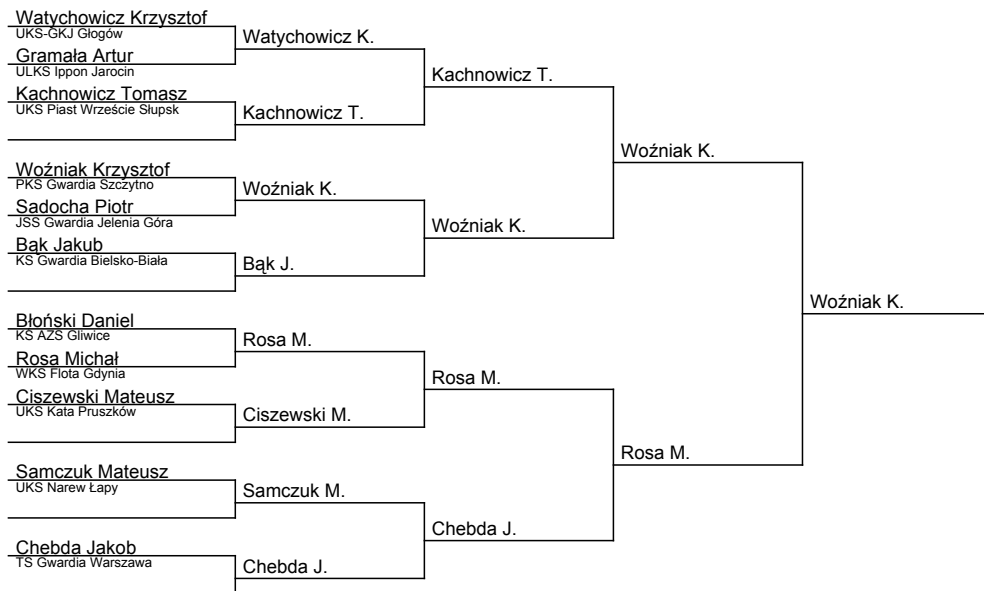 Watychowicz Krzysztof
UKS-GKJ Głogów
Gramała Artur
ULKS Ippon Jarocin
Kachnowicz Tomasz
UKS Piast Wrzeście Słupsk
Woźniak Krzysztof
PKS Gwardia Szczytno
Sadocha Piotr
JSS Gwardia Jelenia Góra
Bąk Jakub
KS Gwardia Bielsko-Biała
Błoński Daniel
KS AZS Gliwice
Rosa Michał
WKS Flota Gdynia
Ciszewski Mateusz
UKS Kata Pruszków
Samczuk Mateusz
UKS Narew Łapy
Chebda Jakob
TS Gwardia Warszawa
Watychowicz K.
Kachnowicz T.
Woźniak K.
Bąk J.
Rosa M.
Ciszewski M.
Samczuk M.
Chebda J.
Kachnowicz T.
Woźniak K.
Rosa M.
Chebda J.
Woźniak K.
Rosa M.
Woźniak K.